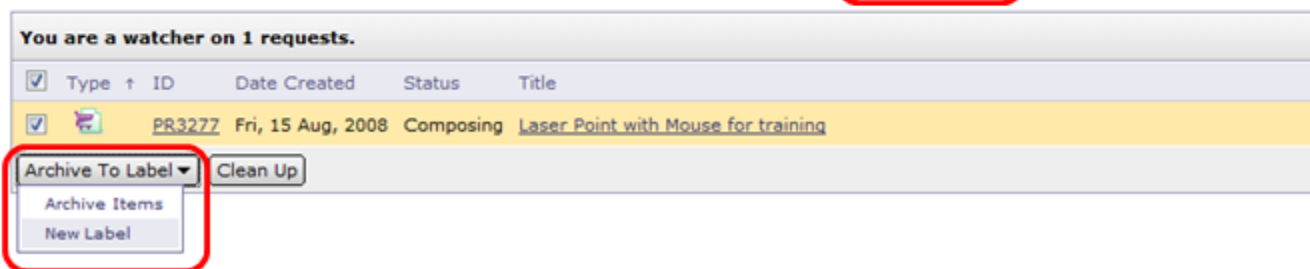 You are a watcher on 1 requests.
Type ↑ ID Date Created Status Title
PR3277 Fri, 15 Aug, 2008 Composing Laser Point with Mouse for training
Archive To Label ▼ Clean Up
Archive Items
New Label